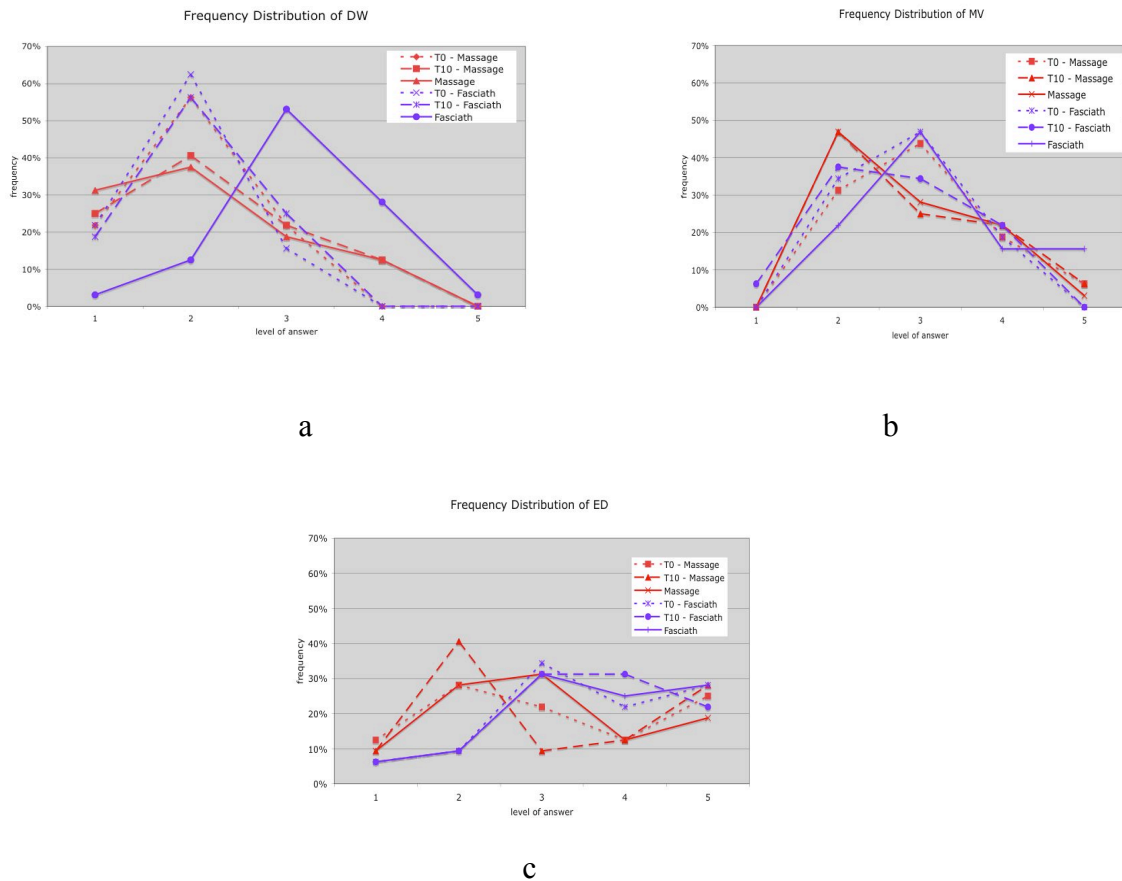 Frequency Distribution of DW
70%
60%
50%
40%
30%
20%
10%
0%
frequency
1 2 3 4 5
level of answer
T0 - Massage
T10 - Massage
Massage
T0 - Fasciath
T10 - Fasciath
Fasciath
a
Frequency Distribution of MV
70%
60%
50%
40%
30%
20%
10%
0%
frequency
1 2 3 4 5
level of answer
T0 - Massage
T10 - Massage
Massage
T0 - Fasciath
T10 - Fasciath
Fasciath
b
Frequency Distribution of ED
70%
60%
50%
40%
30%
20%
10%
0%
frequency
1 2 3 4 5
level of answer
T0 - Massage
T10 - Massage
Massage
T0 - Fasciath
T10 - Fasciath
Fasciath
c